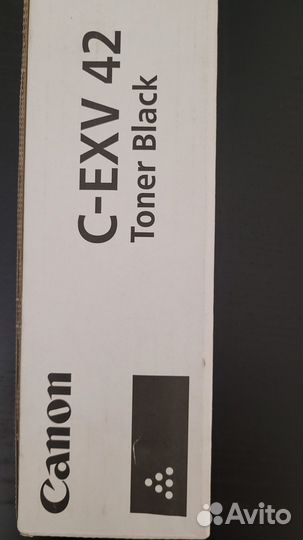 Canon
C-EXV 42
Toner Black
Avito